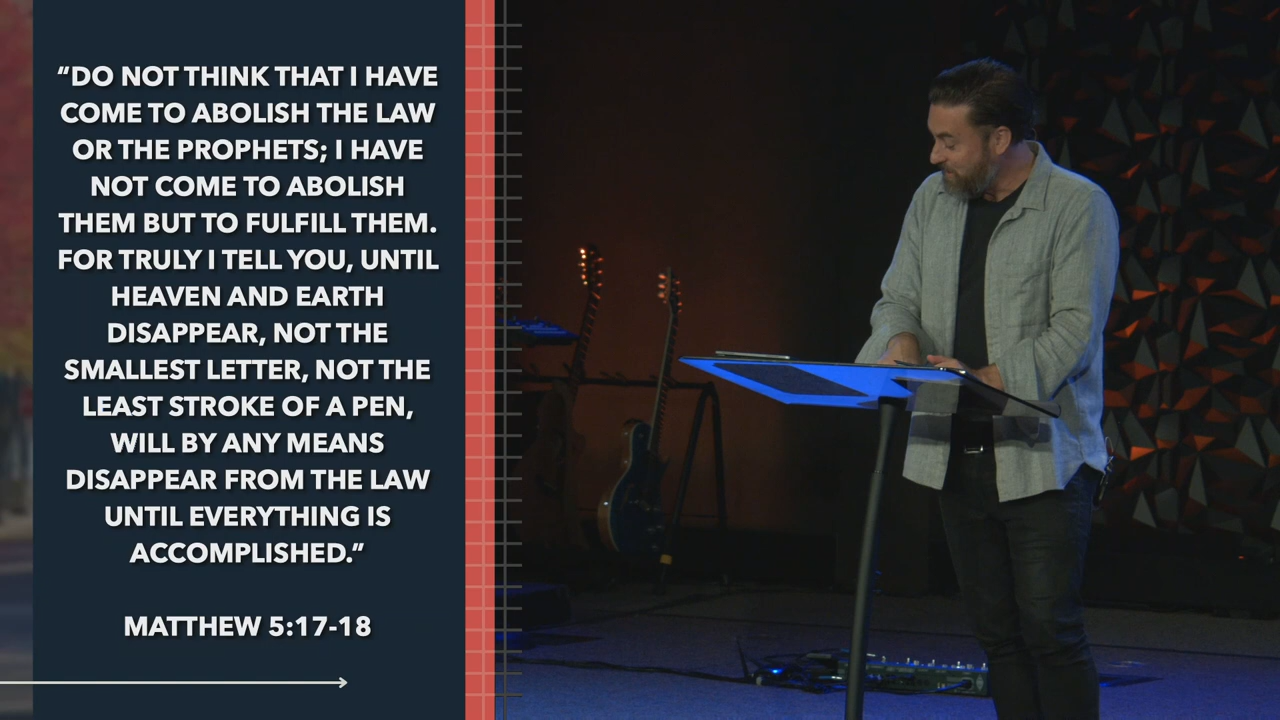 “DO NOT THINK THAT I HAVE
COME TO ABOLISH THE LAW
OR THE PROPHETS; I HAVE
NOT COME TO ABOLISH
THEM BUT TO FULFILL THEM.
FOR TRULY I TELL YOU, UNTIL
HEAVEN AND EARTH
DISAPPEAR, NOT THE
SMALLEST LETTER, NOT THE
LEAST STROKE OF A PEN,
WILL BY ANY MEANS
DISAPPEAR FROM THE LAW
UNTIL EVERYTHING IS
ACCOMPLISHED.”
MATTHEW 5:17-18